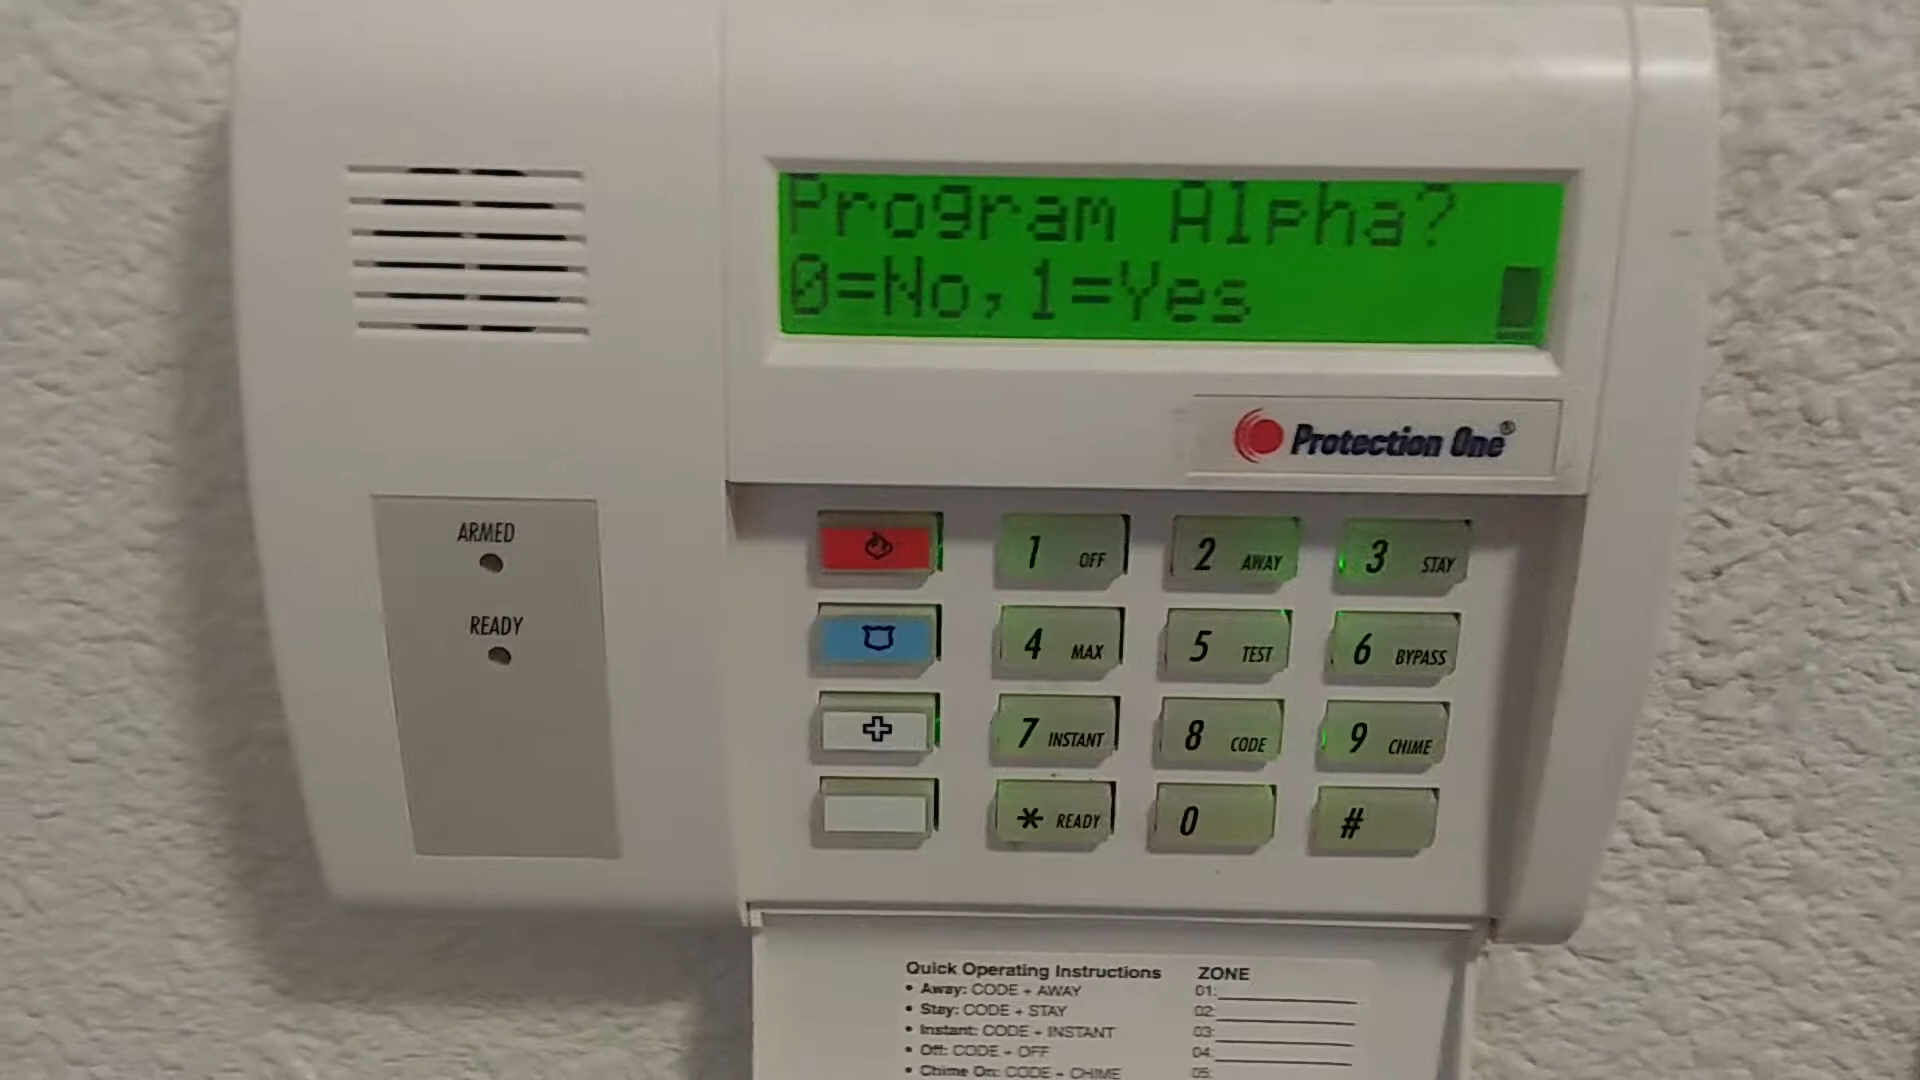 Program Alpha?
0=No,1=Yes
Protection One®
ARMED
READY
1 OFF
2 AWAY
3 STAY
4 MAX
5 TEST
6 BYPASS
7 INSTANT
8 CODE
9 CHIME
* READY
0
#
Quick Operating Instructions
• Away: CODE + AWAY
• Stay: CODE + STAY
• Instant: CODE + INSTANT
• Off: CODE + OFF
• Chime On: CODE + CHIME
ZONE
01:
02:
03:
04:
05: